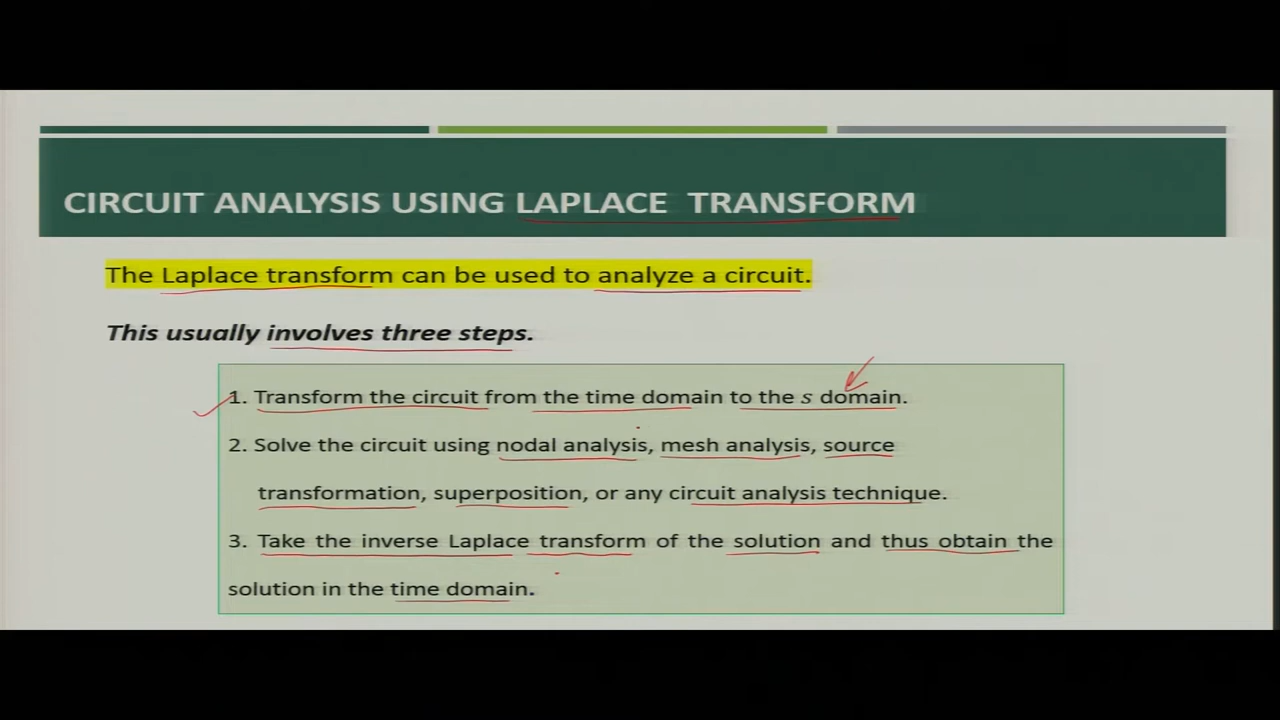 CIRCUIT ANALYSIS USING LAPLACE TRANSFORM
The Laplace transform can be used to analyze a circuit.
This usually involves three steps.
1. Transform the circuit from the time domain to the s domain.
2. Solve the circuit using nodal analysis, mesh analysis, source
transformation, superposition, or any circuit analysis technique.
3. Take the inverse Laplace transform of the solution and thus obtain the
solution in the time domain.